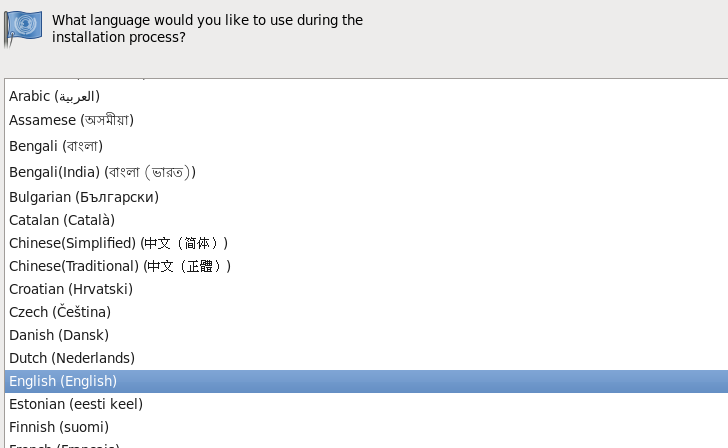 What language would you like to use during the
installation process?
Arabic (العربية)
Assamese (অসমীয়া)
Bengali (বাংলা)
Bengali(India) (বাংলা (ভারত))
Bulgarian (Български)
Catalan (Català)
Chinese(Simplified) (中文（简体）)
Chinese(Traditional) (中文（正體）)
Croatian (Hrvatski)
Czech (Čeština)
Danish (Dansk)
Dutch (Nederlands)
English (English)
Estonian (eesti keel)
Finnish (suomi)
French (Français)